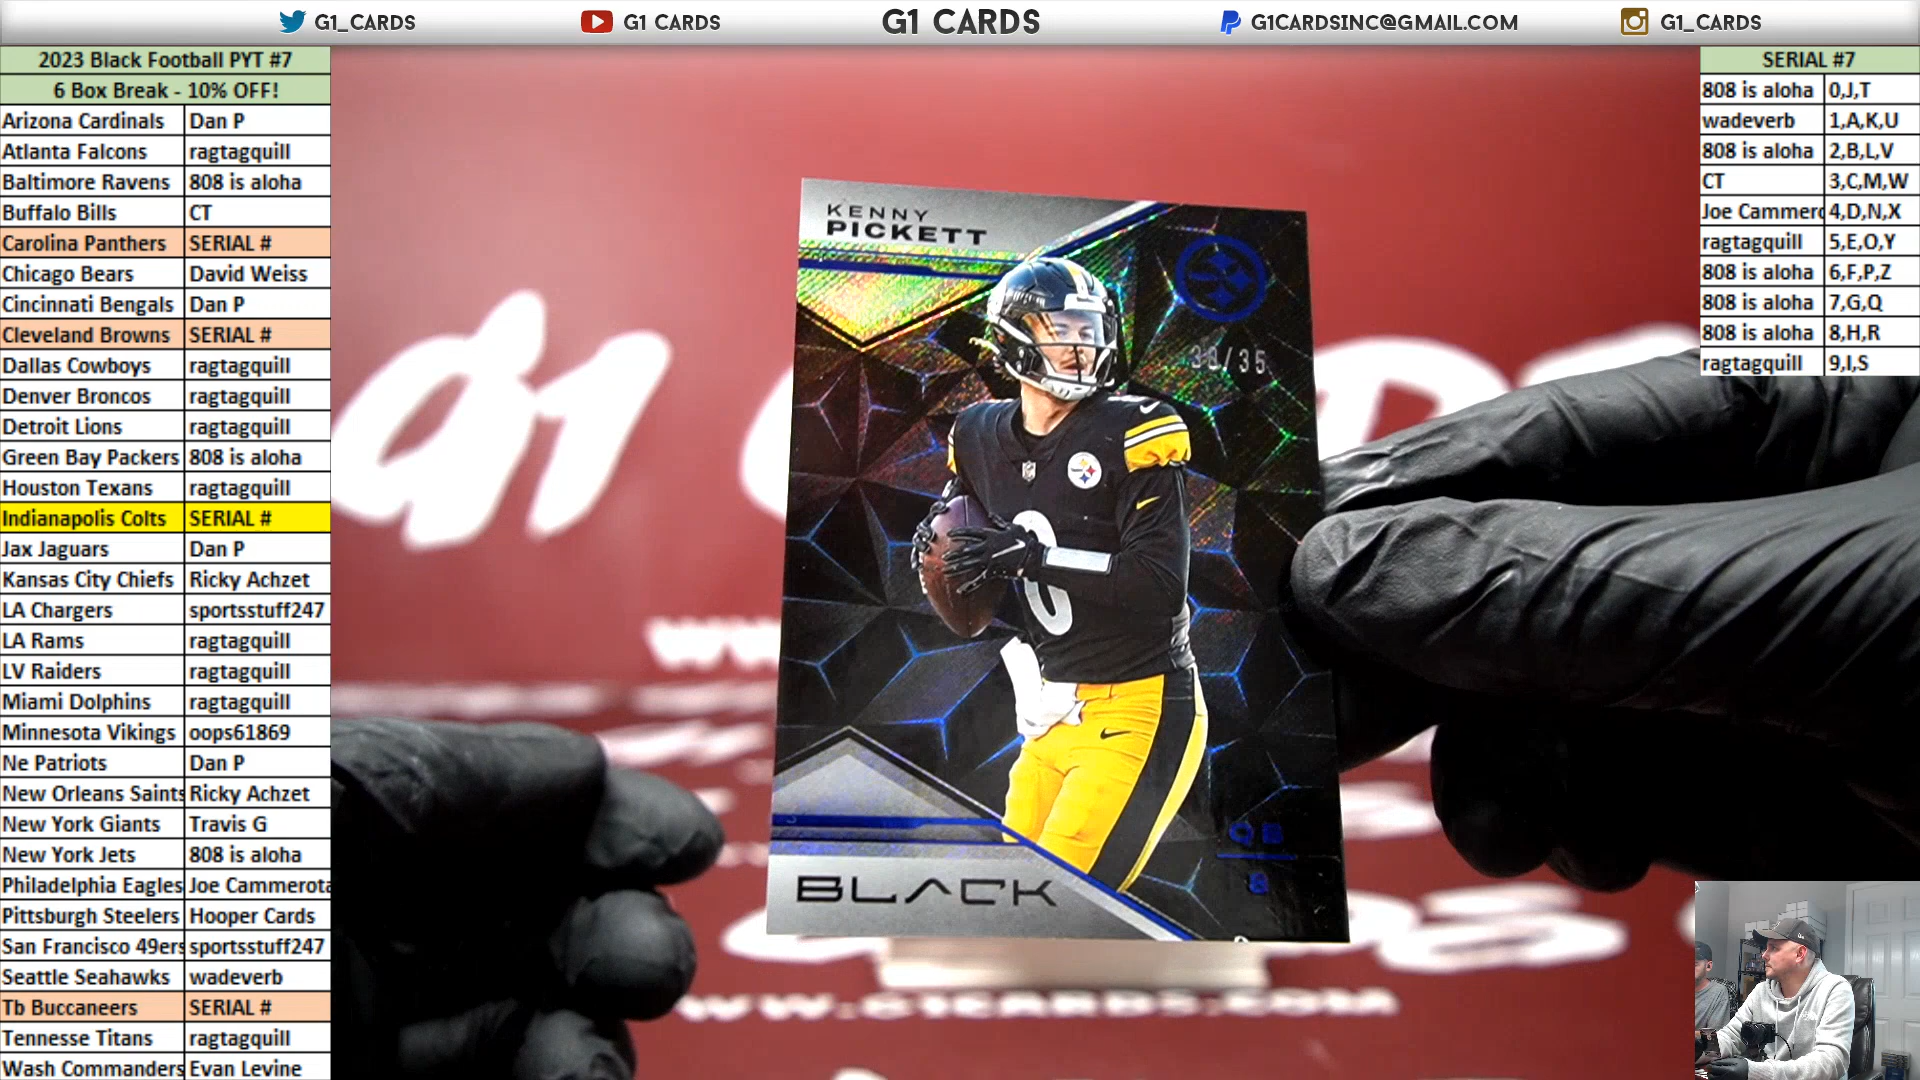 G1_CARDS
G1 CARDS
G1 CARDS
G1CARDSINC@GMAIL.COM
G1_CARDS
2023 Black Football PYT #7
6 Box Break - 10% OFF!
Arizona Cardinals Dan P
Atlanta Falcons ragtagquill
Baltimore Ravens 808 is aloha
Buffalo Bills CT
Carolina Panthers SERIAL #
Chicago Bears David Weiss
Cincinnati Bengals Dan P
Cleveland Browns SERIAL #
Dallas Cowboys ragtagquill
Denver Broncos ragtagquill
Detroit Lions ragtagquill
Green Bay Packers 808 is aloha
Houston Texans ragtagquill
Indianapolis Colts SERIAL #
Jax Jaguars Dan P
Kansas City Chiefs Ricky Achzet
LA Chargers sportsstuff247
LA Rams ragtagquill
LV Raiders ragtagquill
Miami Dolphins ragtagquill
Minnesota Vikings oops61869
Ne Patriots Dan P
New Orleans Saints Ricky Achzet
New York Giants Travis G
New York Jets 808 is aloha
Philadelphia Eagles Joe Cammerota
Pittsburgh Steelers Hooper Cards
San Francisco 49ers sportsstuff247
Seattle Seahawks wadeverb
Tb Buccaneers SERIAL #
Tennesse Titans ragtagquill
Wash Commanders Evan Levine
KENNY
PICKETT
QB
8
BLACK
WWW.G1CARDS.COM
SERIAL #7
808 is aloha 0,J,T
wadeverb 1,A,K,U
808 is aloha 2,B,L,V
CT 3,C,M,W
Joe Cammero 4,D,N,X
ragtagquill 5,E,O,Y
808 is aloha 6,F,P,Z
808 is aloha 7,G,Q
808 is aloha 8,H,R
ragtagquill 9,I,S